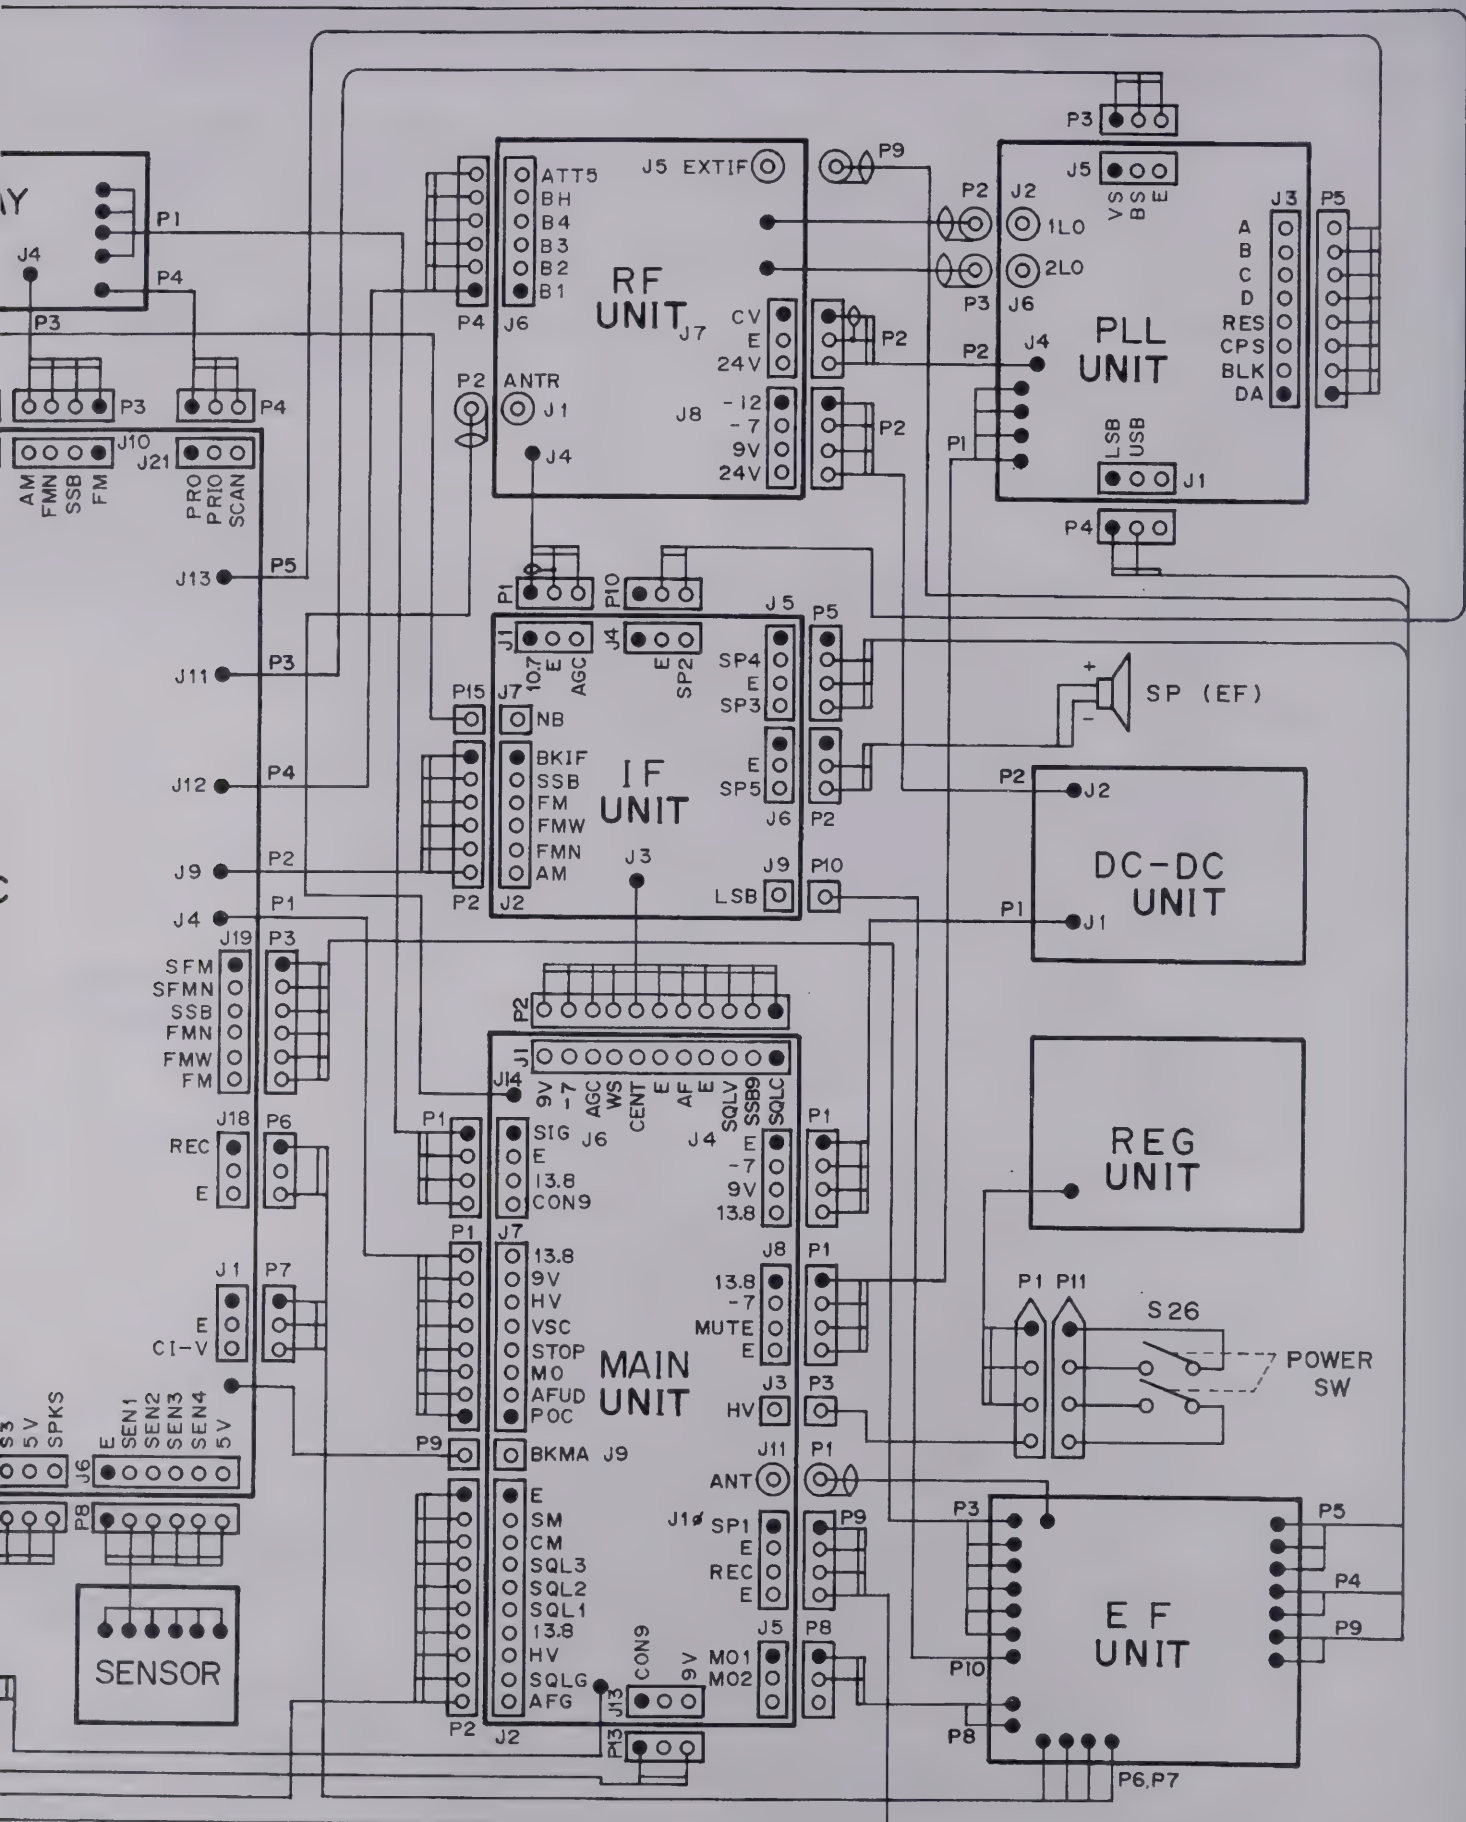 P3
J5
VS
BS
E
J5 EXTIF
P9
P2
J2
1LO
2LO
P3
J6
J3
P5
A
B
C
D
RES
CPS
BLK
DA
PLL
UNIT
J4
P2
P1
LSB
USB
J1
P4
ATT5
BH
B4
B3
B2
B1
P4
J6
RF
UNIT
J7
CV
E
24V
P2
P2
ANTR
J1
J8
-12
-7
9V
24V
P2
J4
P1
P4
J4
P3
P3
P4
J10
J21
AM
FMN
SSB
FM
PRO
PRIO
SCAN
J13
P5
J11
P3
J12
P4
J9
P2
J4
P1
P1
P10
J1
10.7
E
AGC
J4
E
SP2
J5
P5
SP4
E
SP3
P15
J7
NB
BKIF
SSB
FM
FMW
FMN
AM
P2
J2
IF
UNIT
E
SP5
J6
P2
J3
J9
P10
LSB
+
-
SP (EF)
P2
J2
DC-DC
UNIT
P1
J1
J19
P3
SFM
SFMN
SSB
FMN
FMW
FM
J18
P6
REC
E
J1
P7
E
CI-V
P2
J1
J14
9V
-7
AGC
WS
CENT
E
AF
E
SQLV
SSB9
SQLC
P1
SIG
E
13.8
CON9
J6
J4
P1
E
-7
9V
13.8
P1
J7
13.8
9V
HV
VSC
STOP
MO
AFUD
POC
MAIN
UNIT
J8
P1
13.8
-7
MUTE
E
J3
P3
HV
P9
BKMA J9
J11
P1
ANT
E
SM
CM
SQL3
SQL2
SQL1
13.8
HV
SQLG
AFG
P2
J2
J1ø
P9
SP1
E
REC
E
J5
P8
MO1
MO2
CON9
9V
J13
P13
REG
UNIT
P1
P11
S26
POWER
SW
P3
P5
P4
P9
EF
UNIT
P10
P8
P6,P7
S3
5V
SPKS
J6
E
SEN1
SEN2
SEN3
SEN4
5V
P8
SENSOR